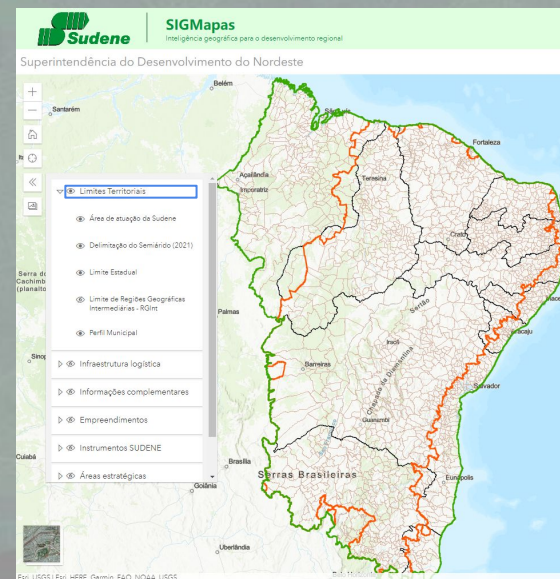 Sudene
SIGMapas
Inteligência geográfica para o desenvolvimento regional
Superintendência do Desenvolvimento do Nordeste
Belém
Santarém
Fortaleza
Teresina
Açailândia
Imperatriz
Limites Territoriais
Área de atuação da Sudene
Crato
Delimitação do Semiárido (2021)
Limite Estadual
Serra do
Cachimb
(planalto
Limite de Regiões Geográficas
Intermediárias - RGInt
Palmas
Sertão
Aracaju
Perfil Municipal
Irecê
Sinop
Infraestrutura logística
Barreiras
Chapada da Diamantina
Salvador
Informações complementares
Guanambi
Empreendimentos
Instrumentos SUDENE
Cuiabá
Brasília
Áreas estratégicas
Serras Brasileiras
Eunápolis
Goiânia
Uberlândia
Esri, USGS | Esri, HERE, Garmin, FAO, NOAA, USGS